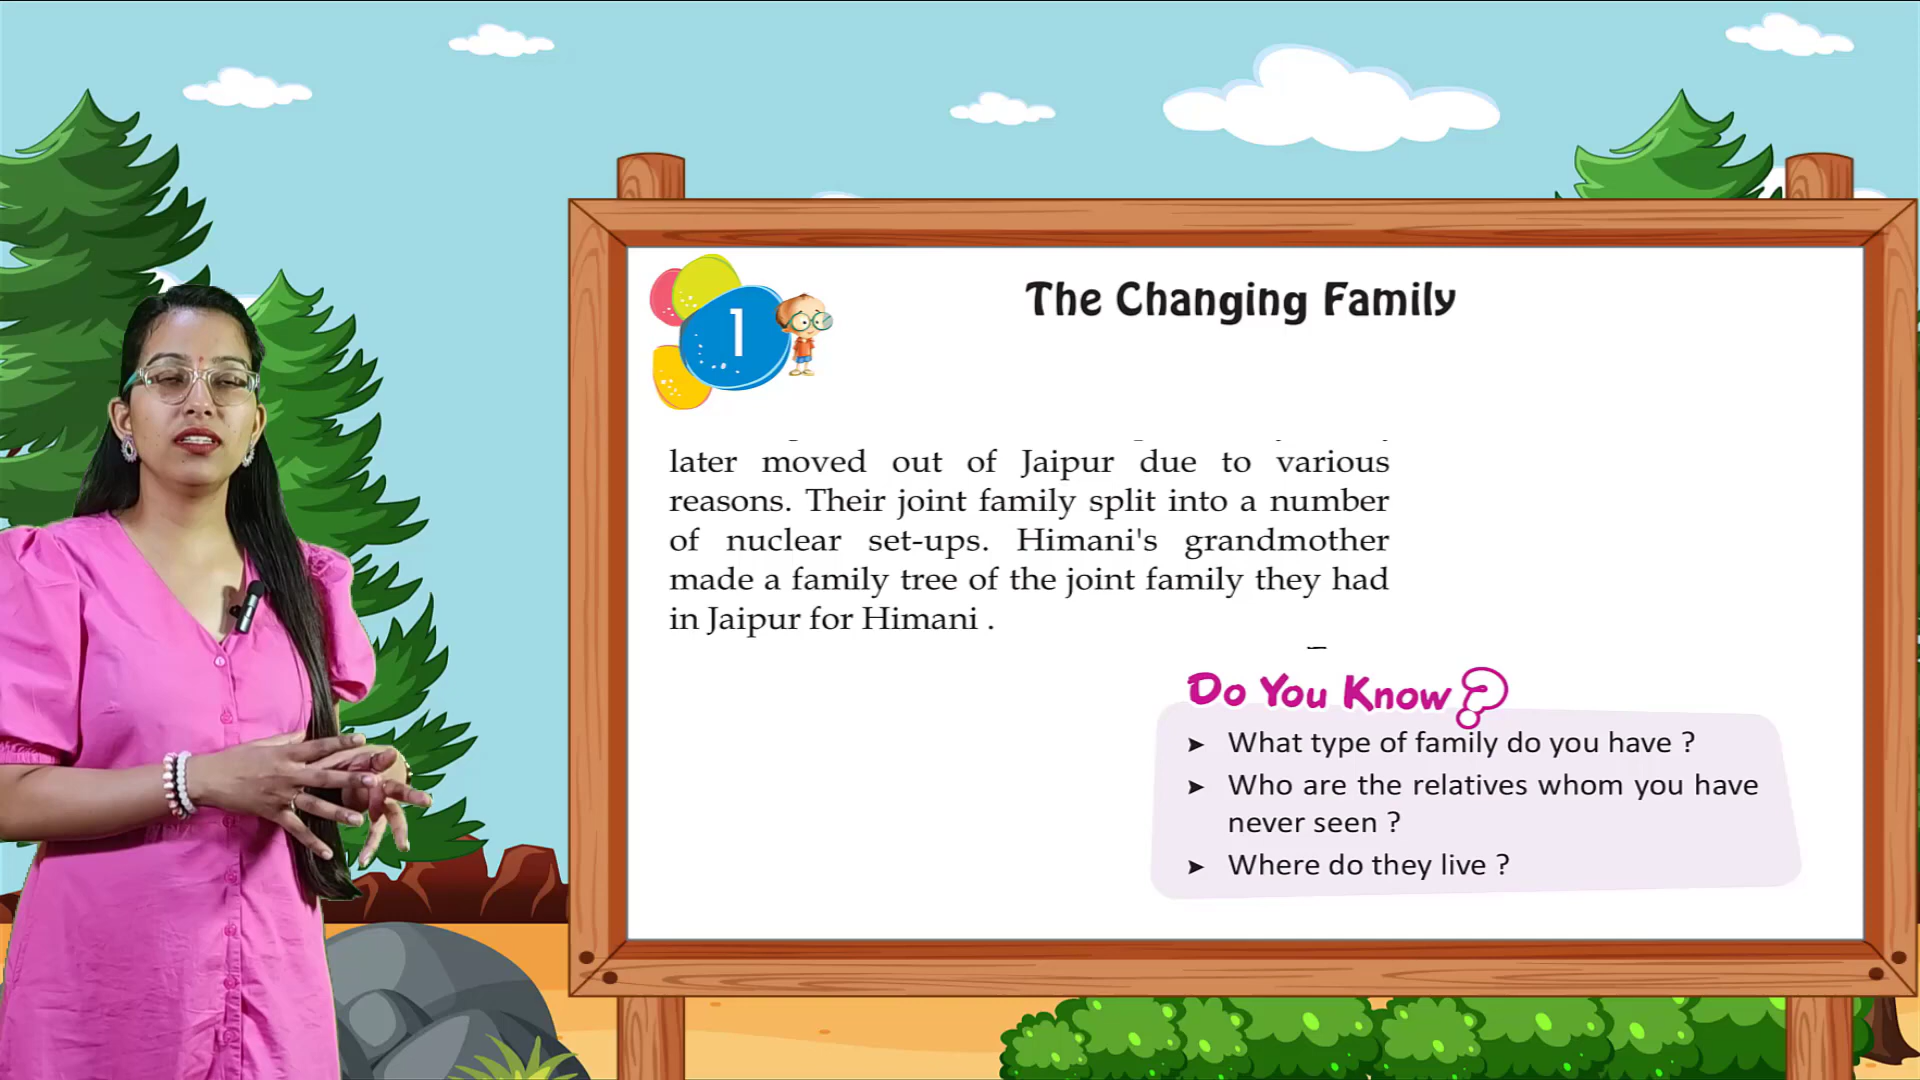 1
The Changing Family
later moved out of Jaipur due to various
reasons. Their joint family split into a number
of nuclear set-ups. Himani's grandmother
made a family tree of the joint family they had
in Jaipur for Himani .
Do You Know ?
➤ What type of family do you have ?
➤ Who are the relatives whom you have
never seen ?
➤ Where do they live ?